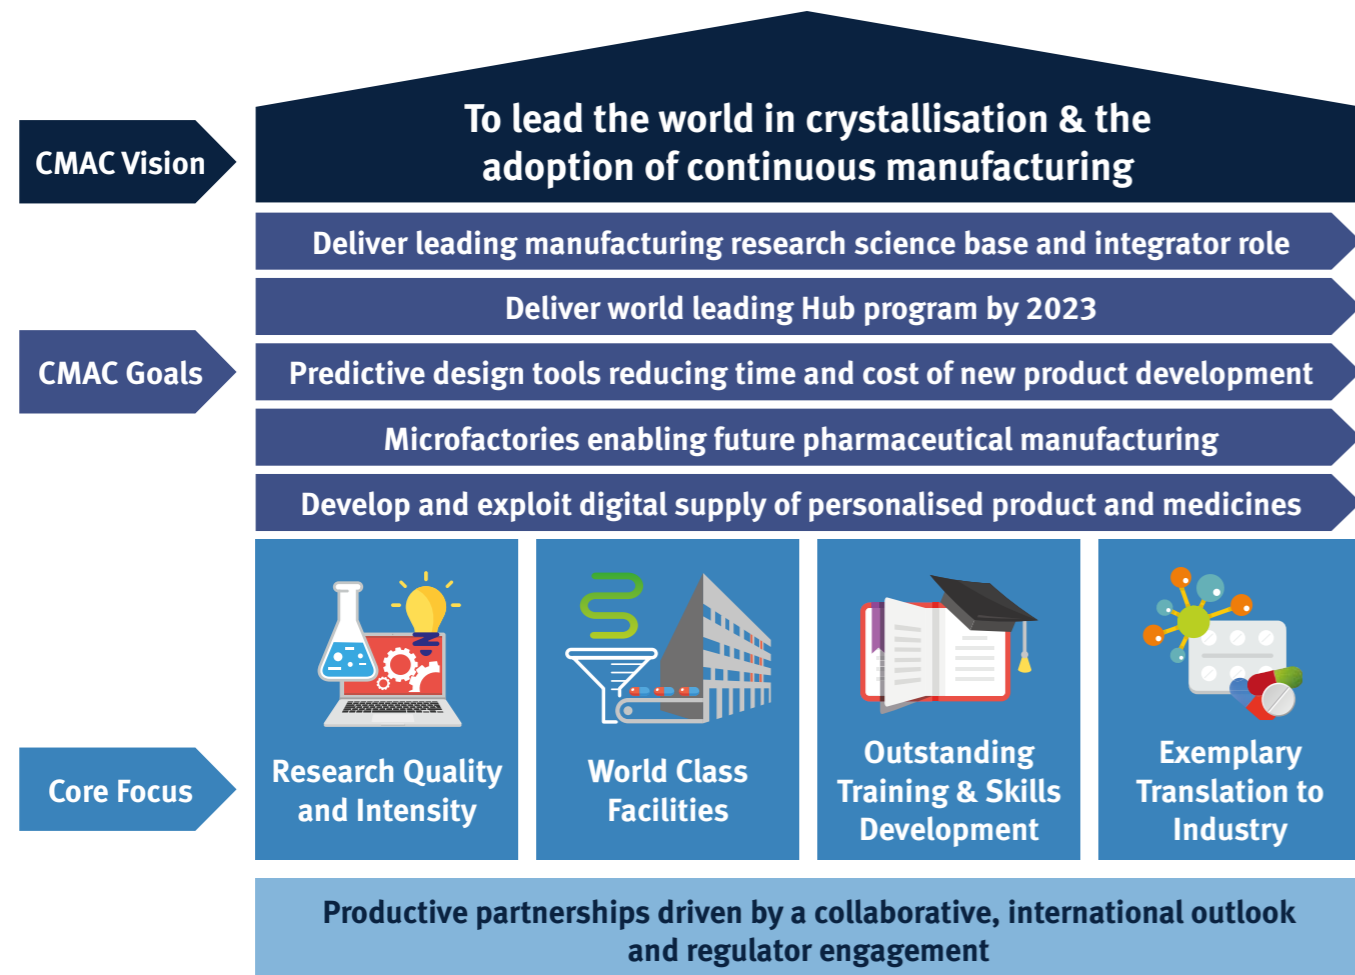 To lead the world in crystallisation & the
adoption of continuous manufacturing
CMAC Vision
Deliver leading manufacturing research science base and integrator role
Deliver world leading Hub program by 2023
CMAC Goals
Predictive design tools reducing time and cost of new product development
Microfactories enabling future pharmaceutical manufacturing
Develop and exploit digital supply of personalised product and medicines
Core Focus
Research Quality
and Intensity
World Class
Facilities
Outstanding
Training & Skills
Development
Exemplary
Translation to
Industry
Productive partnerships driven by a collaborative, international outlook
and regulator engagement